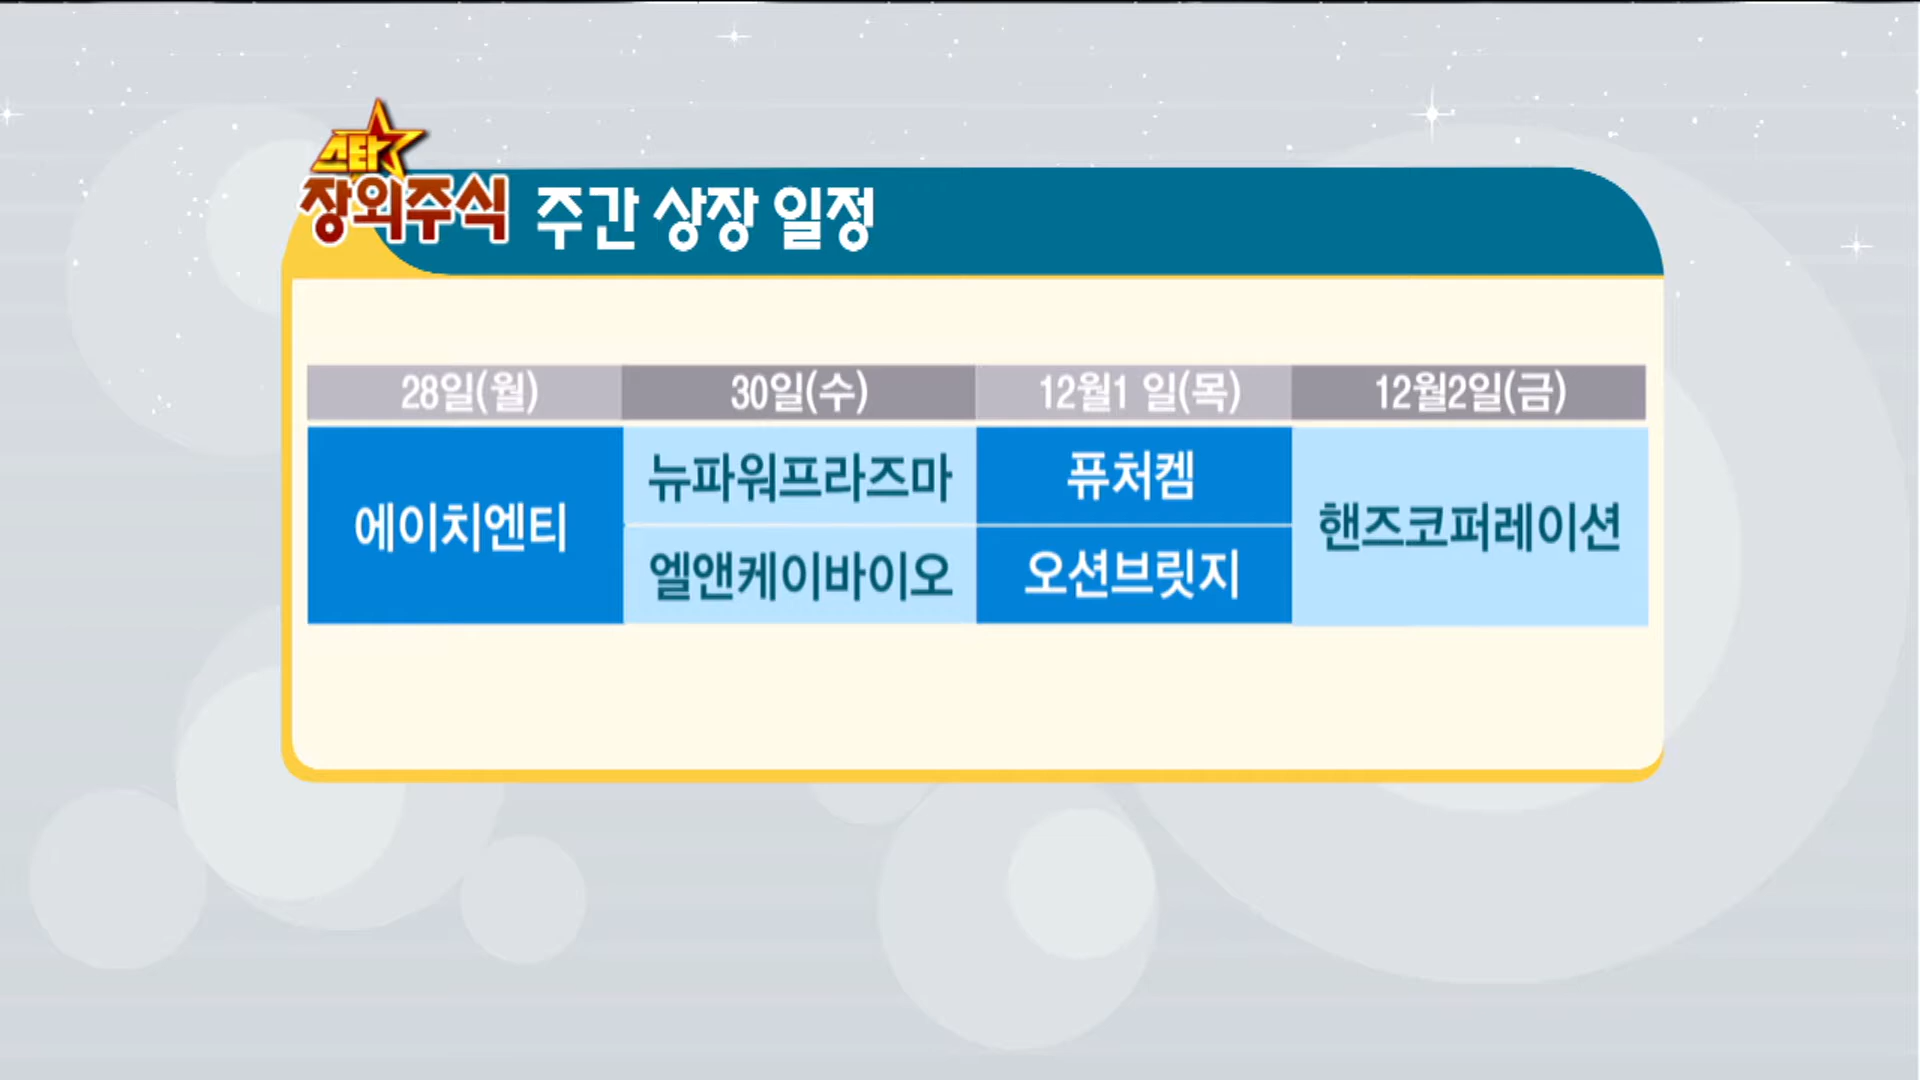 스타
장외주식 주간 상장 일정
28일(월) 30일(수) 12월1 일(목) 12월2일(금)
에이치엔티 뉴파워프라즈마 퓨처켐 핸즈코퍼레이션
엘앤케이바이오 오션브릿지